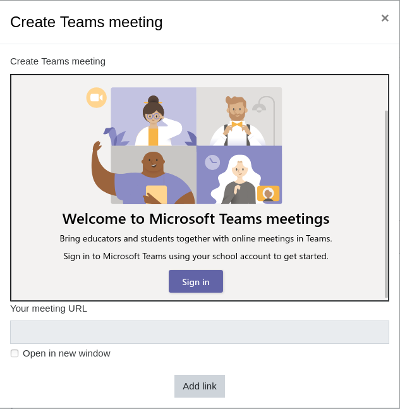 Create Teams meeting
×
Create Teams meeting
Welcome to Microsoft Teams meetings
Bring educators and students together with online meetings in Teams.
Sign in to Microsoft Teams using your school account to get started.
Sign in
Your meeting URL
Open in new window
Add link